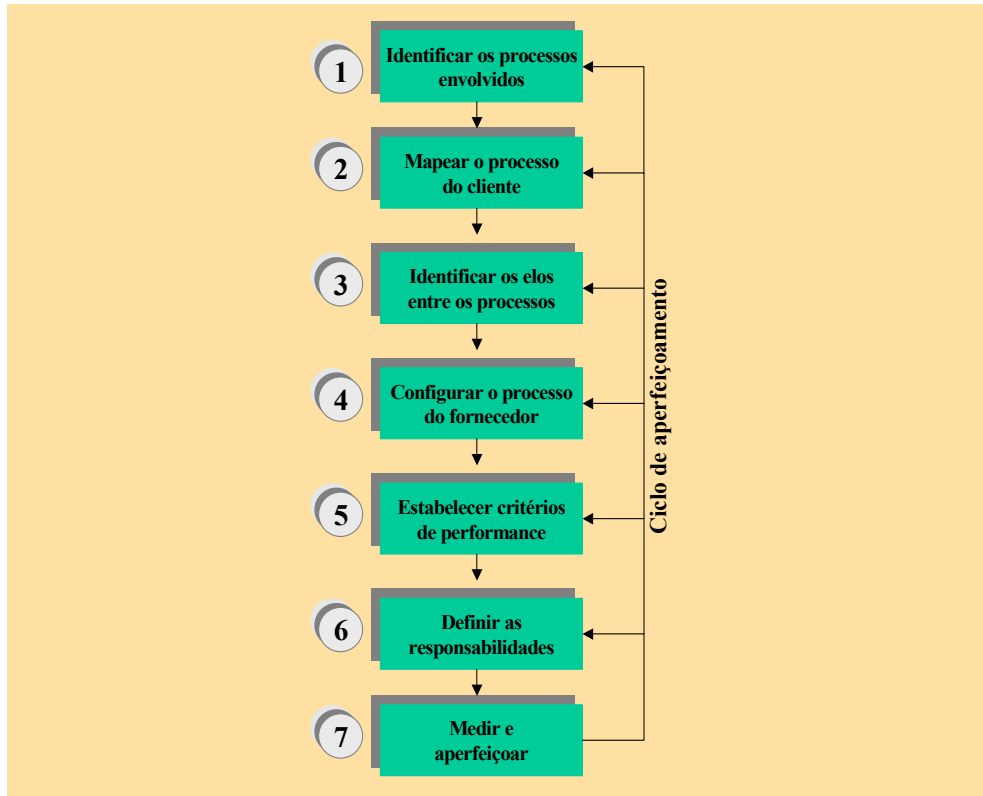 1
Identificar os processos
envolvidos
2
Mapear o processo
do cliente
3
Identificar os elos
entre os processos
4
Configurar o processo
do fornecedor
5
Estabelecer critérios
de performance
6
Definir as
responsabilidades
7
Medir e
aperfeiçoar
Ciclo de aperfeiçoamento